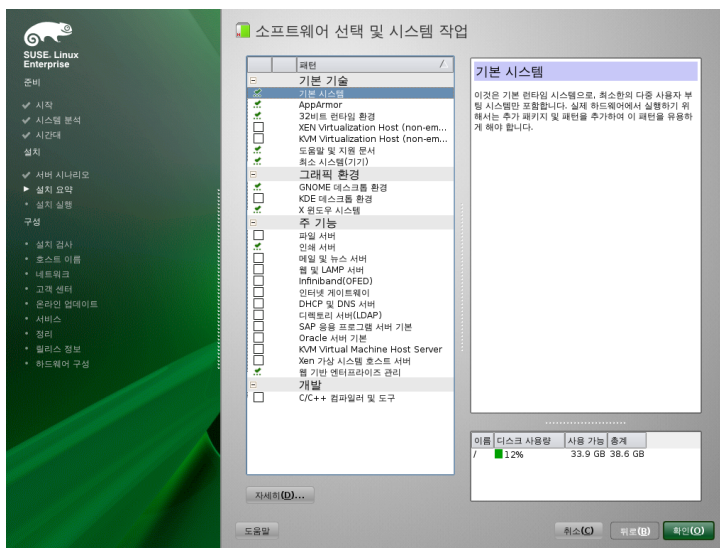 SUSE. Linux
Enterprise
준비
시작
시스템 분석
시간대
설치
서버 시나리오
설치 요약
설치 실행
구성
설치 검사
호스트 이름
네트워크
고객 센터
온라인 업데이트
서비스
정리
릴리스 정보
하드웨어 구성
소프트웨어 선택 및 시스템 작업
패턴
기본 기술
기본 시스템
AppArmor
32비트 런타임 환경
XEN Virtualization Host (non-em...
KVM Virtualization Host (non-em...
도움말 및 지원 문서
최소 시스템(기기)
그래픽 환경
GNOME 데스크톱 환경
KDE 데스크톱 환경
X 윈도우 시스템
주 기능
파일 서버
인쇄 서버
메일 및 뉴스 서버
웹 및 LAMP 서버
Infiniband(OFED)
인터넷 게이트웨이
DHCP 및 DNS 서버
디렉토리 서버(LDAP)
SAP 응용 프로그램 서버 기본
Oracle 서버 기본
KVM Virtual Machine Host Server
Xen 가상 시스템 호스트 서버
웹 기반 엔터프라이즈 관리
개발
C/C++ 컴파일러 및 도구
자세히(D)...
기본 시스템
이것은 기본 런타임 시스템으로, 최소한의 다중 사용자 부
팅 시스템만 포함합니다. 실제 하드웨어에서 실행하기 위
해서는 추가 패키지 및 패턴을 추가하여 이 패턴을 유용하
게 해야 합니다.
이름 디스크 사용량 사용 가능 총계
/ 12% 33.9 GB 38.6 GB
도움말 취소(C) 뒤로(B) 확인(O)